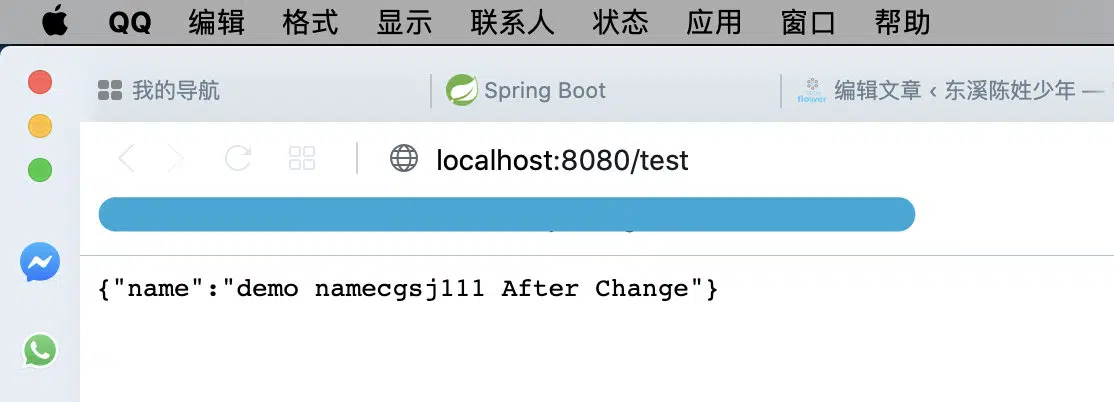 QQ 编辑 格式 显示 联系人 状态 应用 窗口 帮助
我的导航 Spring Boot flower 编辑文章 ‹ 东溪陈姓少年 —
localhost:8080/test
{"name":"demo namecgsj111 After Change"}